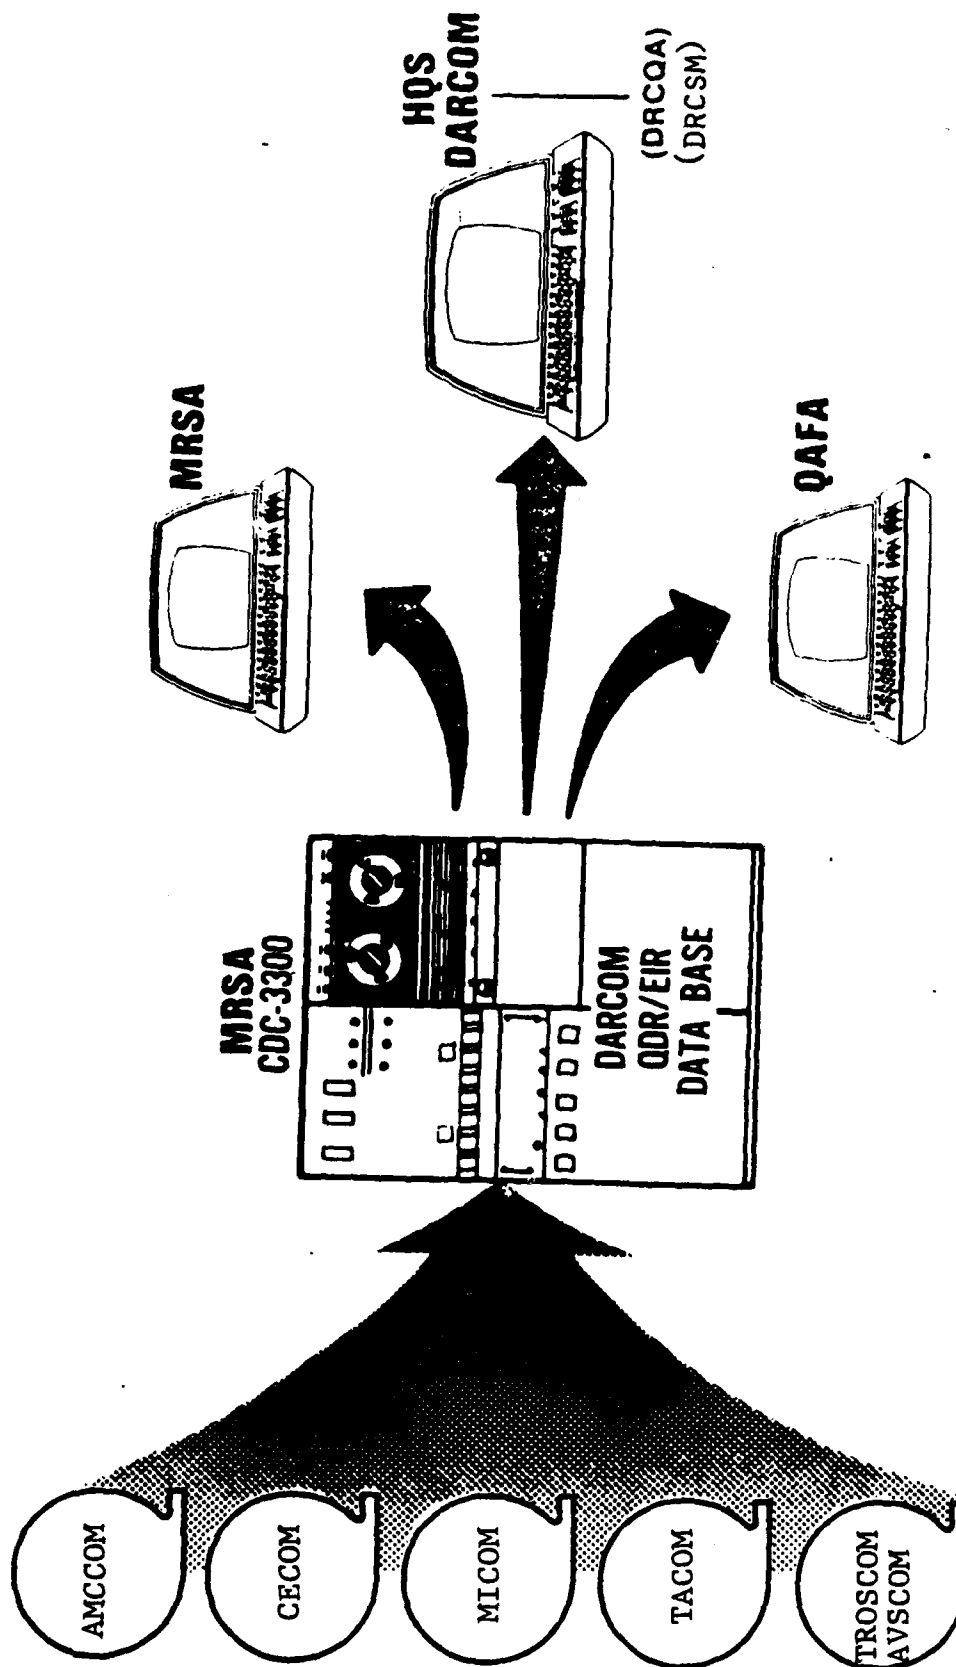 AMCCOM
CECOM
MICOM
TACOM
TROSCOM
AVSCOM
MRSA
CDC-3300
DARCOM
QDR/EIR
DATA BASE
MRSA
HQS
DARCOM
(DRCQA)
(DRCSM)
QAFA